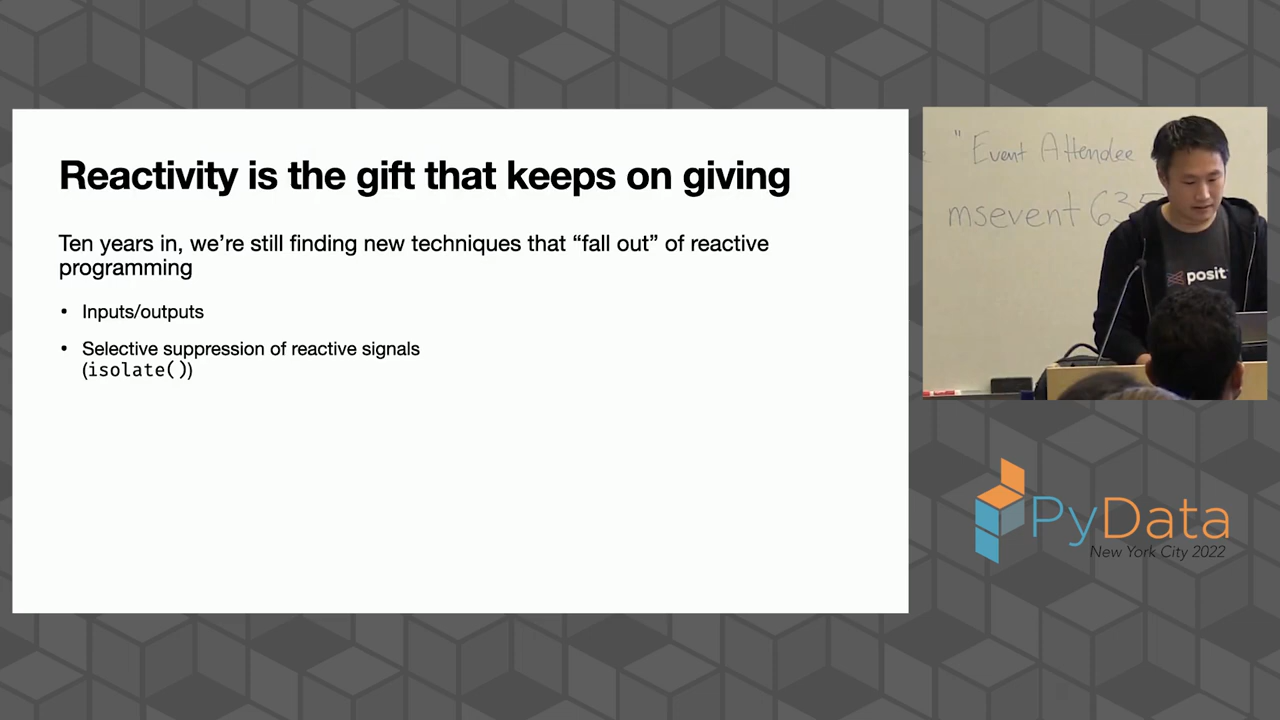 Reactivity is the gift that keeps on giving
Ten years in, we’re still finding new techniques that “fall out” of reactive
programming
• Inputs/outputs
• Selective suppression of reactive signals
(isolate())
" Event Attendee
msevent 635
posit
PyData
New York City 2022